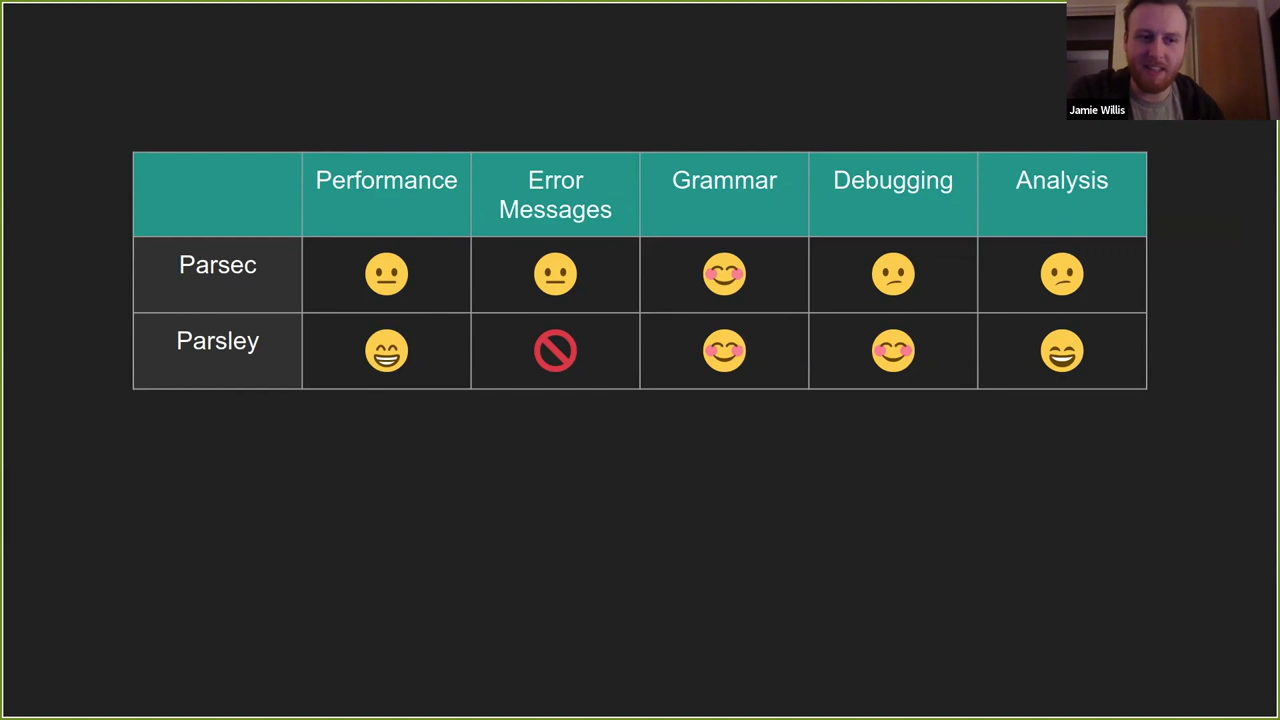 Jamie Willis
Performance
Error
Messages
Grammar
Debugging
Analysis
Parsec
Parsley